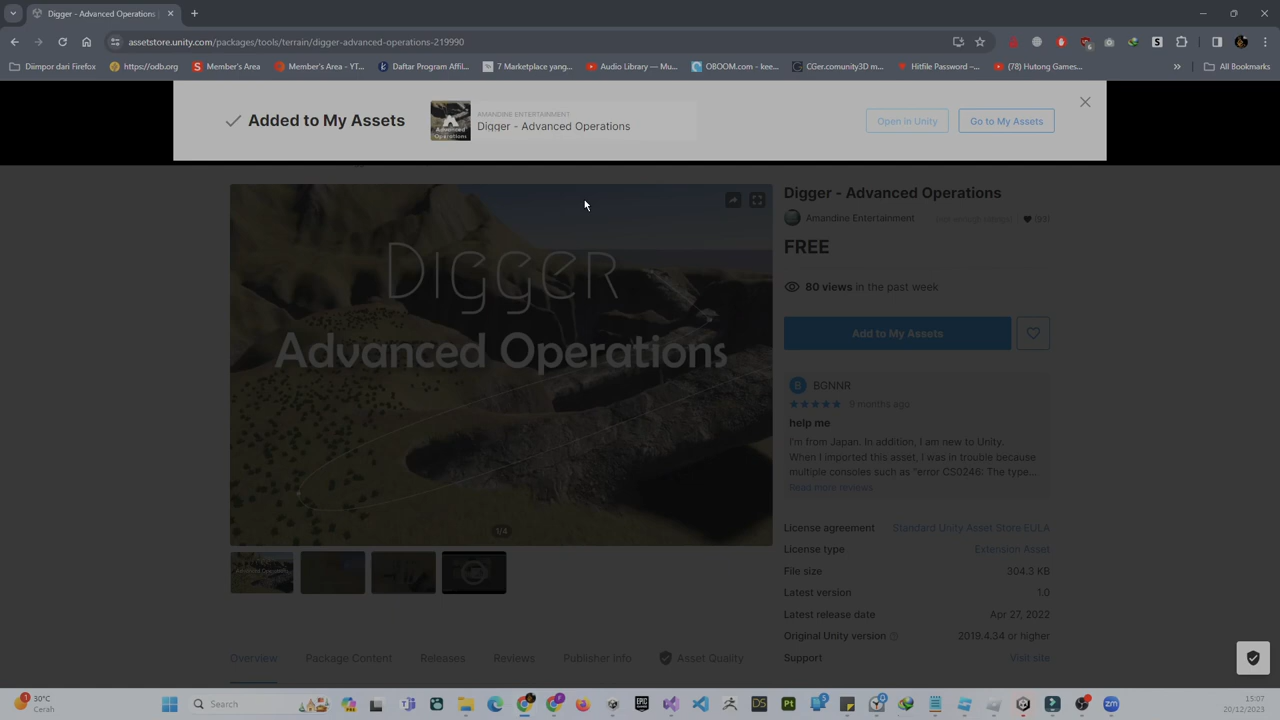 Digger - Advanced Operations
assetstore.unity.com/packages/tools/terrain/digger-advanced-operations-219990
Diimpor dari Firefox
https://odb.org
Member's Area
Member's Area - YT...
Daftar Program Affil...
7 Marketplace yang...
Audio Library — Mu...
OBOOM.com - kee...
CGer.comunity3D m...
Hitfile Password –...
(78) Hutong Games...
All Bookmarks
Added to My Assets
AMANDINE ENTERTAINMENT
Digger - Advanced Operations
Open in Unity
Go to My Assets
Advanced
Operations
DIGGER
Advanced Operations
1/4
Digger - Advanced Operations
Amandine Entertainment
(93)
FREE
80 views in the past week
Add to My Assets
B BGNNR
9 months ago
help me
I'm from Japan. In addition, I am new to Unity.
When I imported this asset, I was in trouble because
multiple consoles such as "error CS0246: The type...
Read more reviews
License agreement Standard Unity Asset Store EULA
License type Extension Asset
File size 304.3 KB
Latest version 1.0
Latest release date Apr 27, 2022
Original Unity version 2019.4.34 or higher
Support Visit site
Overview Package Content Releases Reviews Publisher info Asset Quality
30°C
Cerah
Search
15:07
20/12/2023